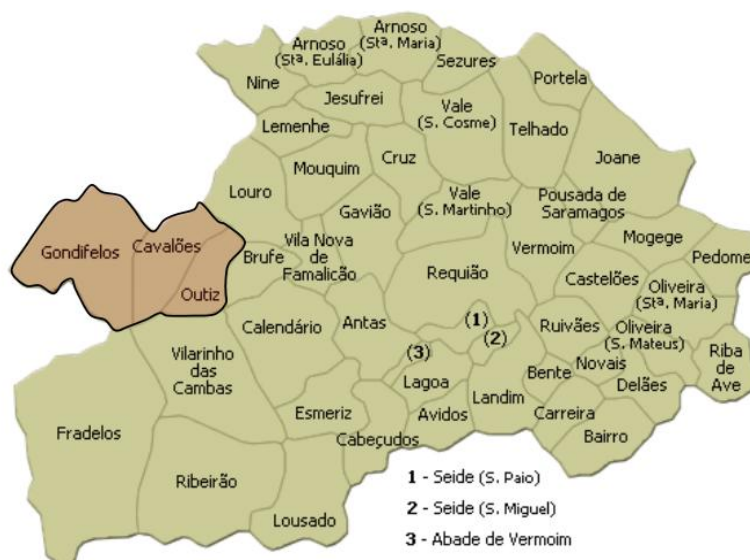 Arnoso
(Stª. Maria)
Arnoso
(Stª. Eulália)
Sezures
Nine
Portela
Jesufrei
Vale
(S. Cosme)
Lemenhe
Telhado
Joane
Mouquim
Cruz
Louro
Vale
(S. Martinho)
Pousada de
Saramagos
Gavião
Gondifelos
Cavalões
Brufe
Vila Nova
de
Famalicão
Vermoim
Mogege
Pedome
Requião
Castelões
Oliveira
(Stª. Maria)
Outiz
Calendário
Antas
(1)
(2)
Ruivães
Oliveira
(S. Mateus)
(3)
Vilarinho
das
Cambas
Riba
de
Ave
Bente
Novais
Lagoa
Landim
Delães
Esmeriz
Avidos
Carreira
Fradelos
Cabeçudos
Bairro
Ribeirão
Lousado
1 - Seide (S. Paio)
2 - Seide (S. Miguel)
3 - Abade de Vermoim